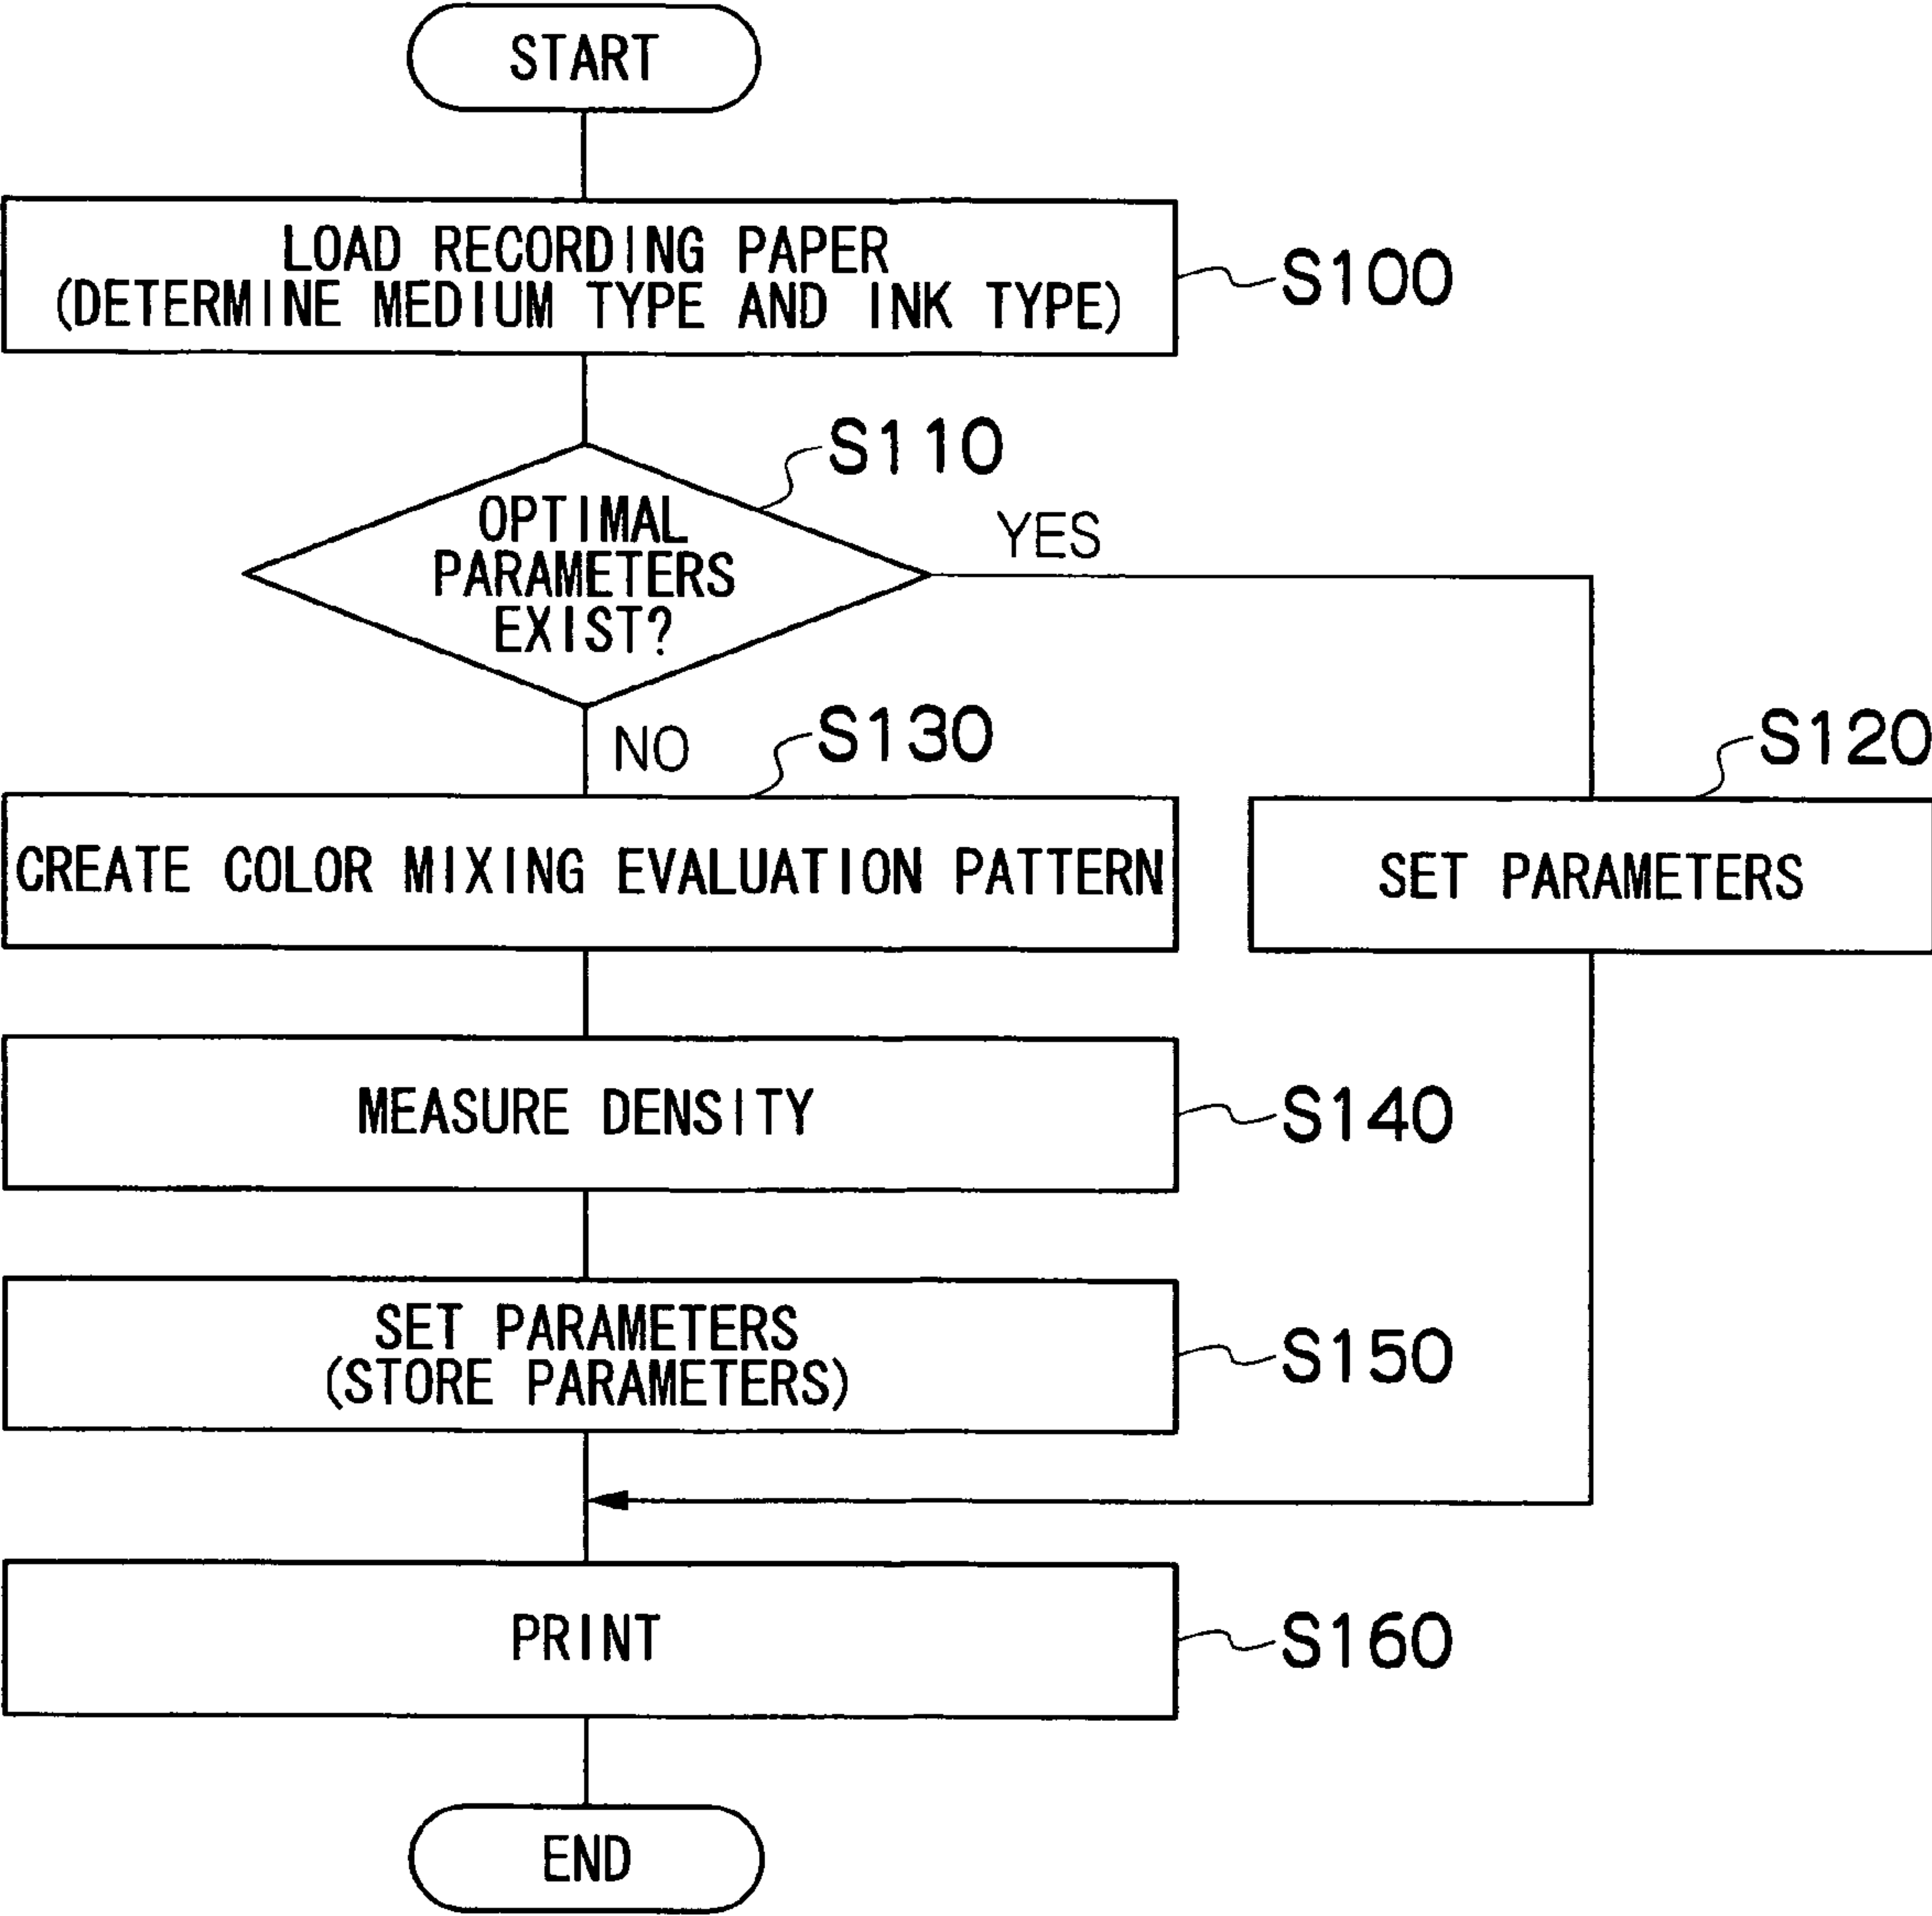 START
LOAD RECORDING PAPER
(DETERMINE MEDIUM TYPE AND INK TYPE)
S100
S110
OPTIMAL
PARAMETERS
EXIST?
YES
NO
S130
S120
CREATE COLOR MIXING EVALUATION PATTERN
SET PARAMETERS
MEASURE DENSITY
S140
SET PARAMETERS
(STORE PARAMETERS)
S150
PRINT
S160
END